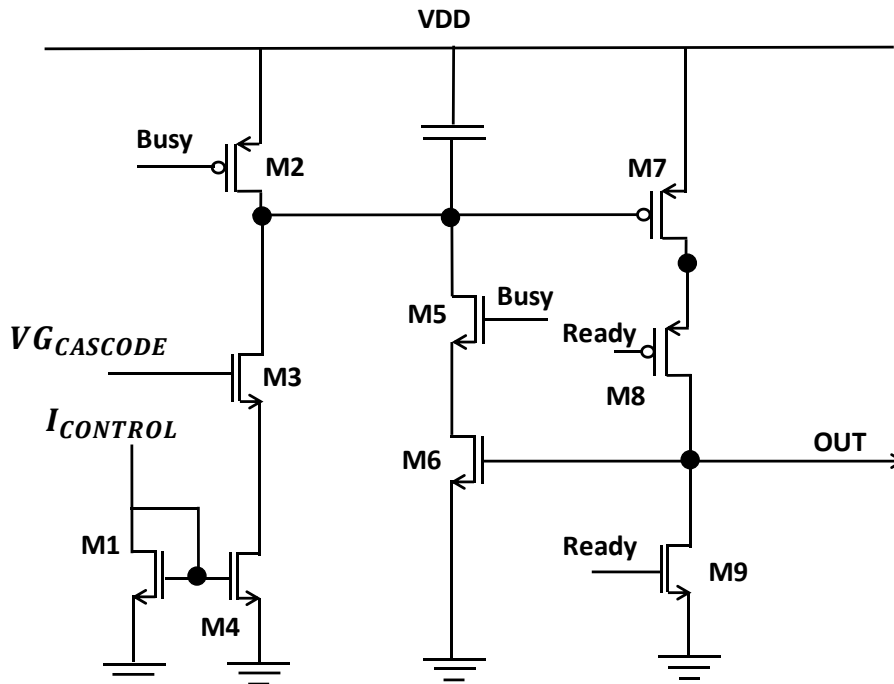 VDD
Busy
M2
M7
M5
Busy
VG_CASCODE
M3
Ready
M8
I_CONTROL
M6
OUT
M1
Ready
M9
M4